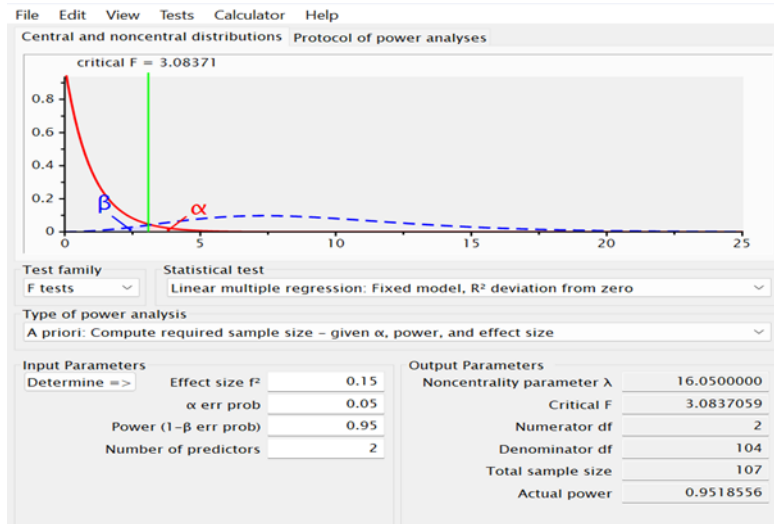 File Edit View Tests Calculator Help
Central and noncentral distributions Protocol of power analyses
critical F = 3.08371
0.8
0.6
0.4
0.2
0
β
α
0 5 10 15 20 25
Test family Statistical test
F tests Linear multiple regression: Fixed model, R² deviation from zero
Type of power analysis
A priori: Compute required sample size – given α, power, and effect size
Input Parameters Output Parameters
Determine => Effect size f² 0.15 Noncentrality parameter λ 16.0500000
α err prob 0.05 Critical F 3.0837059
Power (1-β err prob) 0.95 Numerator df 2
Number of predictors 2 Denominator df 104
Total sample size 107
Actual power 0.9518556